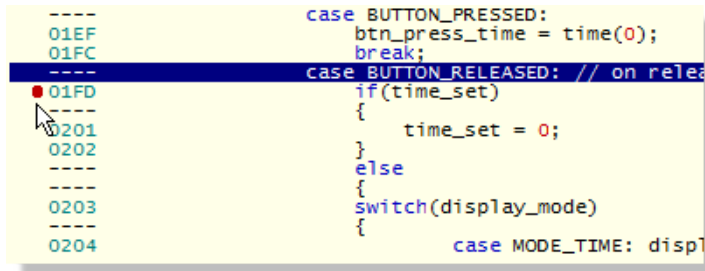 ---- case BUTTON_PRESSED:
01EF btn_press_time = time(0);
01FC break;
---- case BUTTON_RELEASED: // on relea
01FD if(time_set)
---- {
0201 time_set = 0;
0202 }
---- else
---- {
0203 switch(display_mode)
---- {
0204 case MODE_TIME: displ